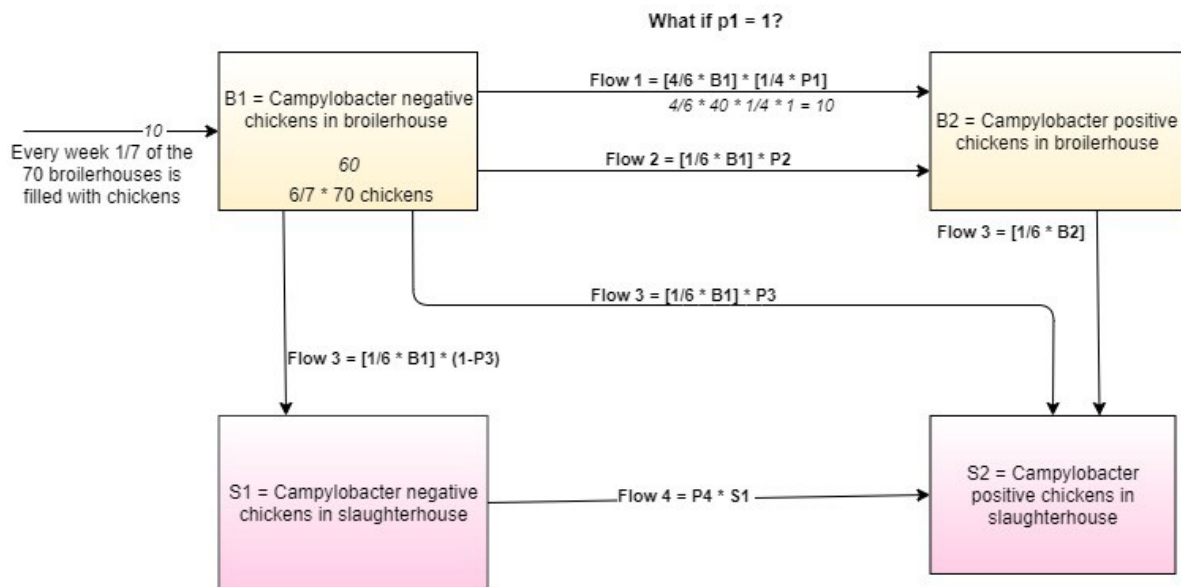 What if p1 = 1?
Flow 1 = [4/6 * B1] * [1/4 * P1]
4/6 * 40 * 1/4 * 1 = 10
B1 = Campylobacter negative
chickens in broilerhouse
60
6/7 * 70 chickens
B2 = Campylobacter positive
chickens in broilerhouse
10
Every week 1/7 of the
70 broilerhouses is
filled with chickens
Flow 2 = [1/6 * B1] * P2
Flow 3 = [1/6 * B2]
Flow 3 = [1/6 * B1] * P3
Flow 3 = [1/6 * B1] * (1-P3)
S1 = Campylobacter negative
chickens in slaughterhouse
Flow 4 = P4 * S1
S2 = Campylobacter
positive chickens in
slaughterhouse